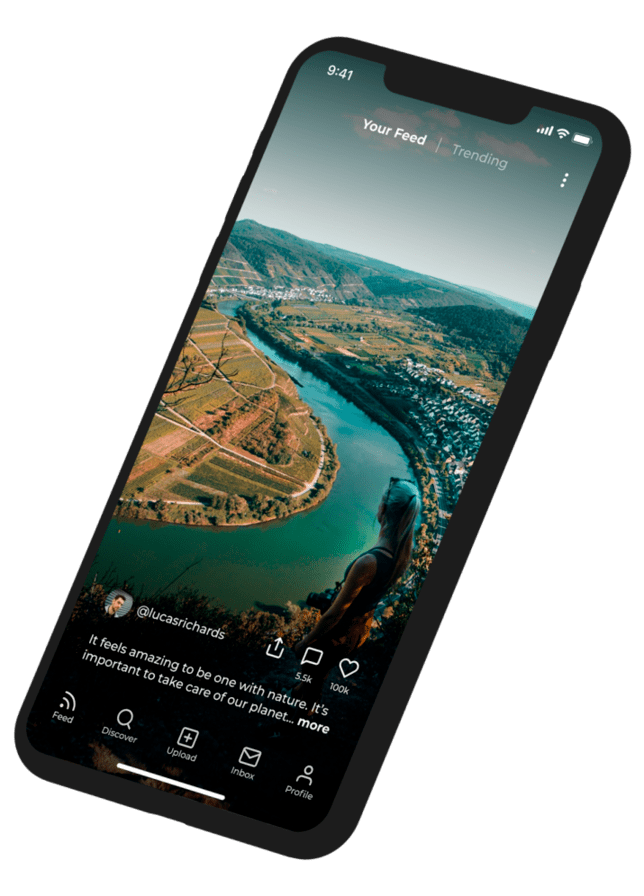 9:41
Your Feed | Trending
@lucasrichards
5.5k
100k
It feels amazing to be one with nature. It's
important to take care of our planet... more
Feed
Discover
Upload
Inbox
Profile